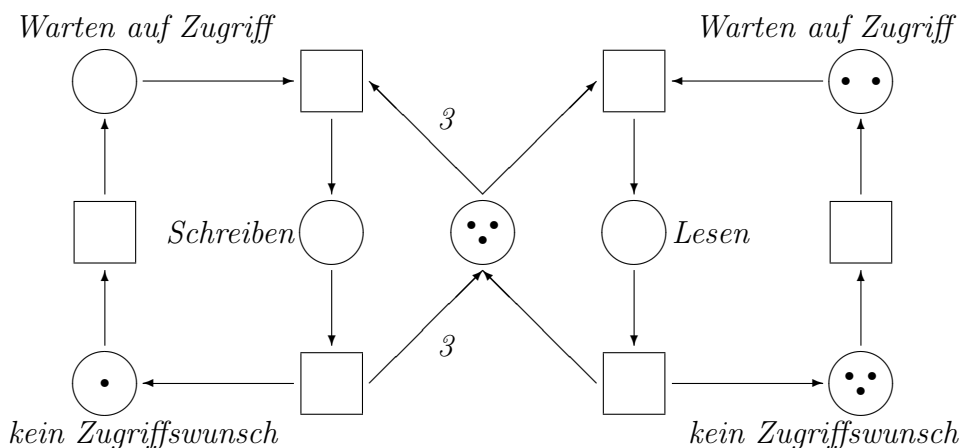 Warten auf Zugriff
Warten auf Zugriff
3
Schreiben
Lesen
3
kein Zugriffswunsch
kein Zugriffswunsch